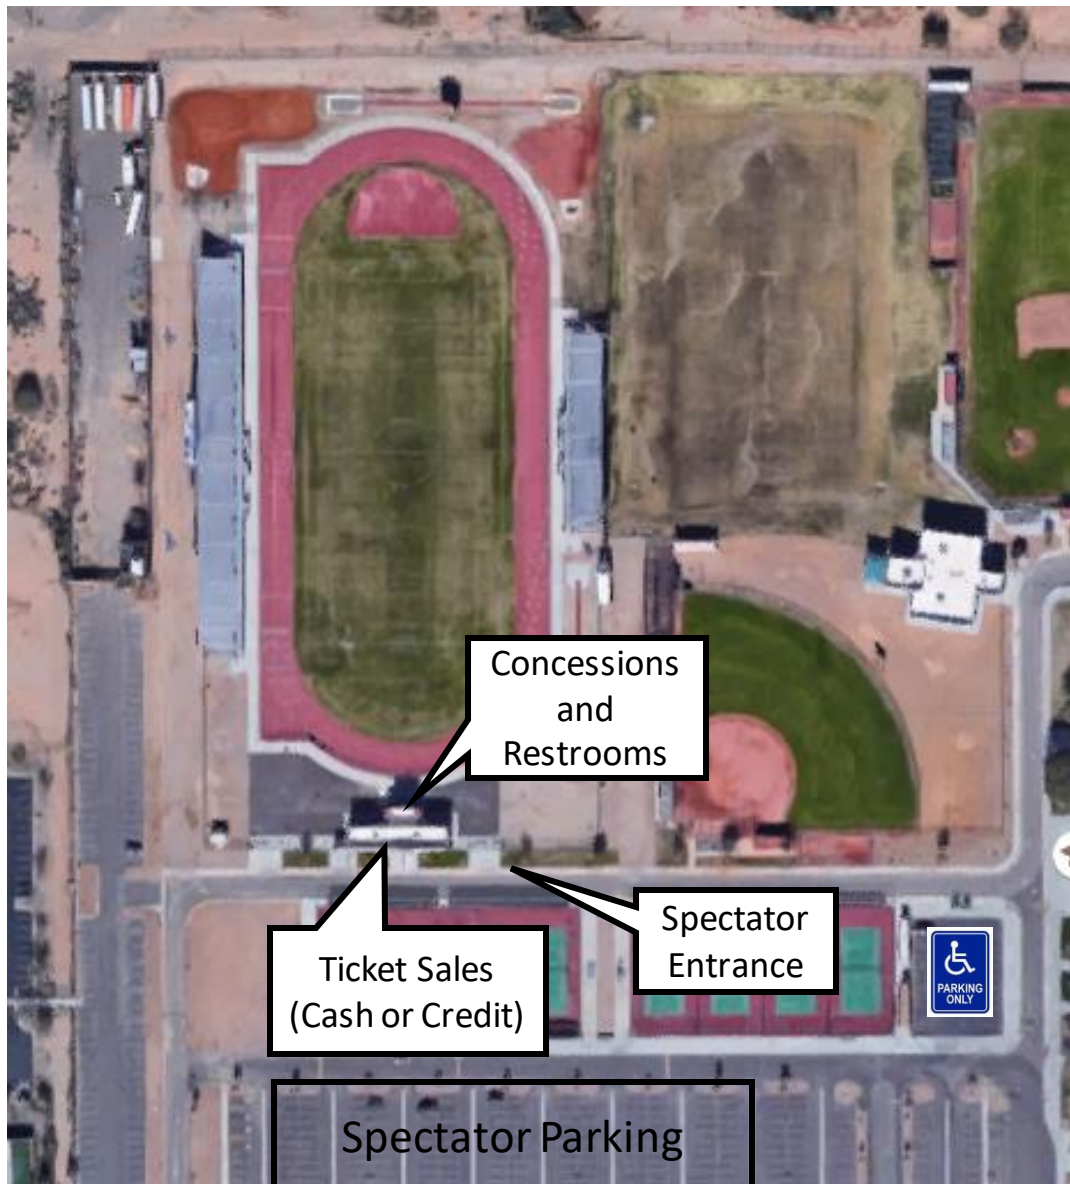 Concessions
and
Restrooms
Spectator
Entrance
Ticket Sales
(Cash or Credit)
PARKING
ONLY
Spectator Parking